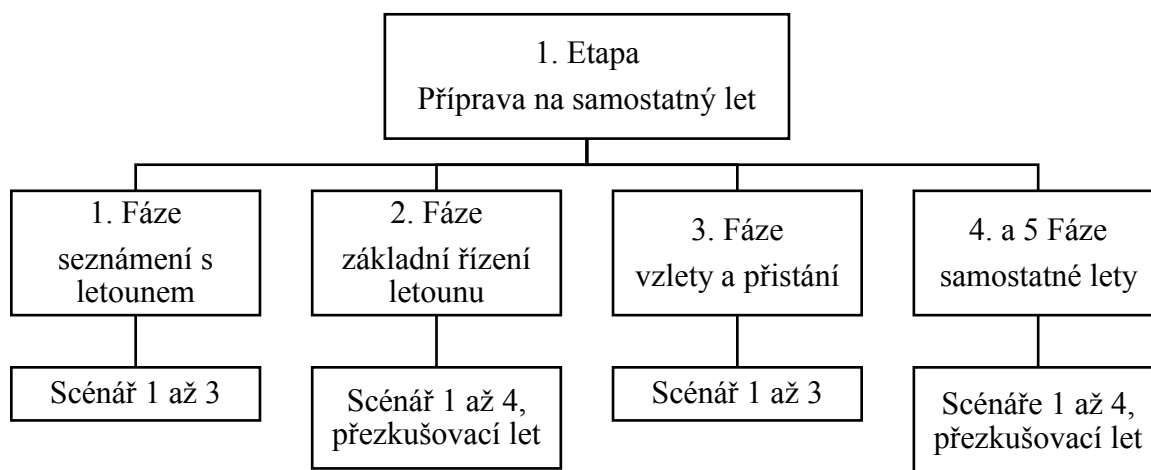 1. Etapa
Příprava na samostatný let
1. Fáze
seznámení s
letounem
2. Fáze
základní řízení
letounu
3. Fáze
vzlety a přistání
4. a 5 Fáze
samostatné lety
Scénář 1 až 3
Scénář 1 až 4,
přezkušovací let
Scénář 1 až 3
Scénáře 1 až 4,
přezkušovací let